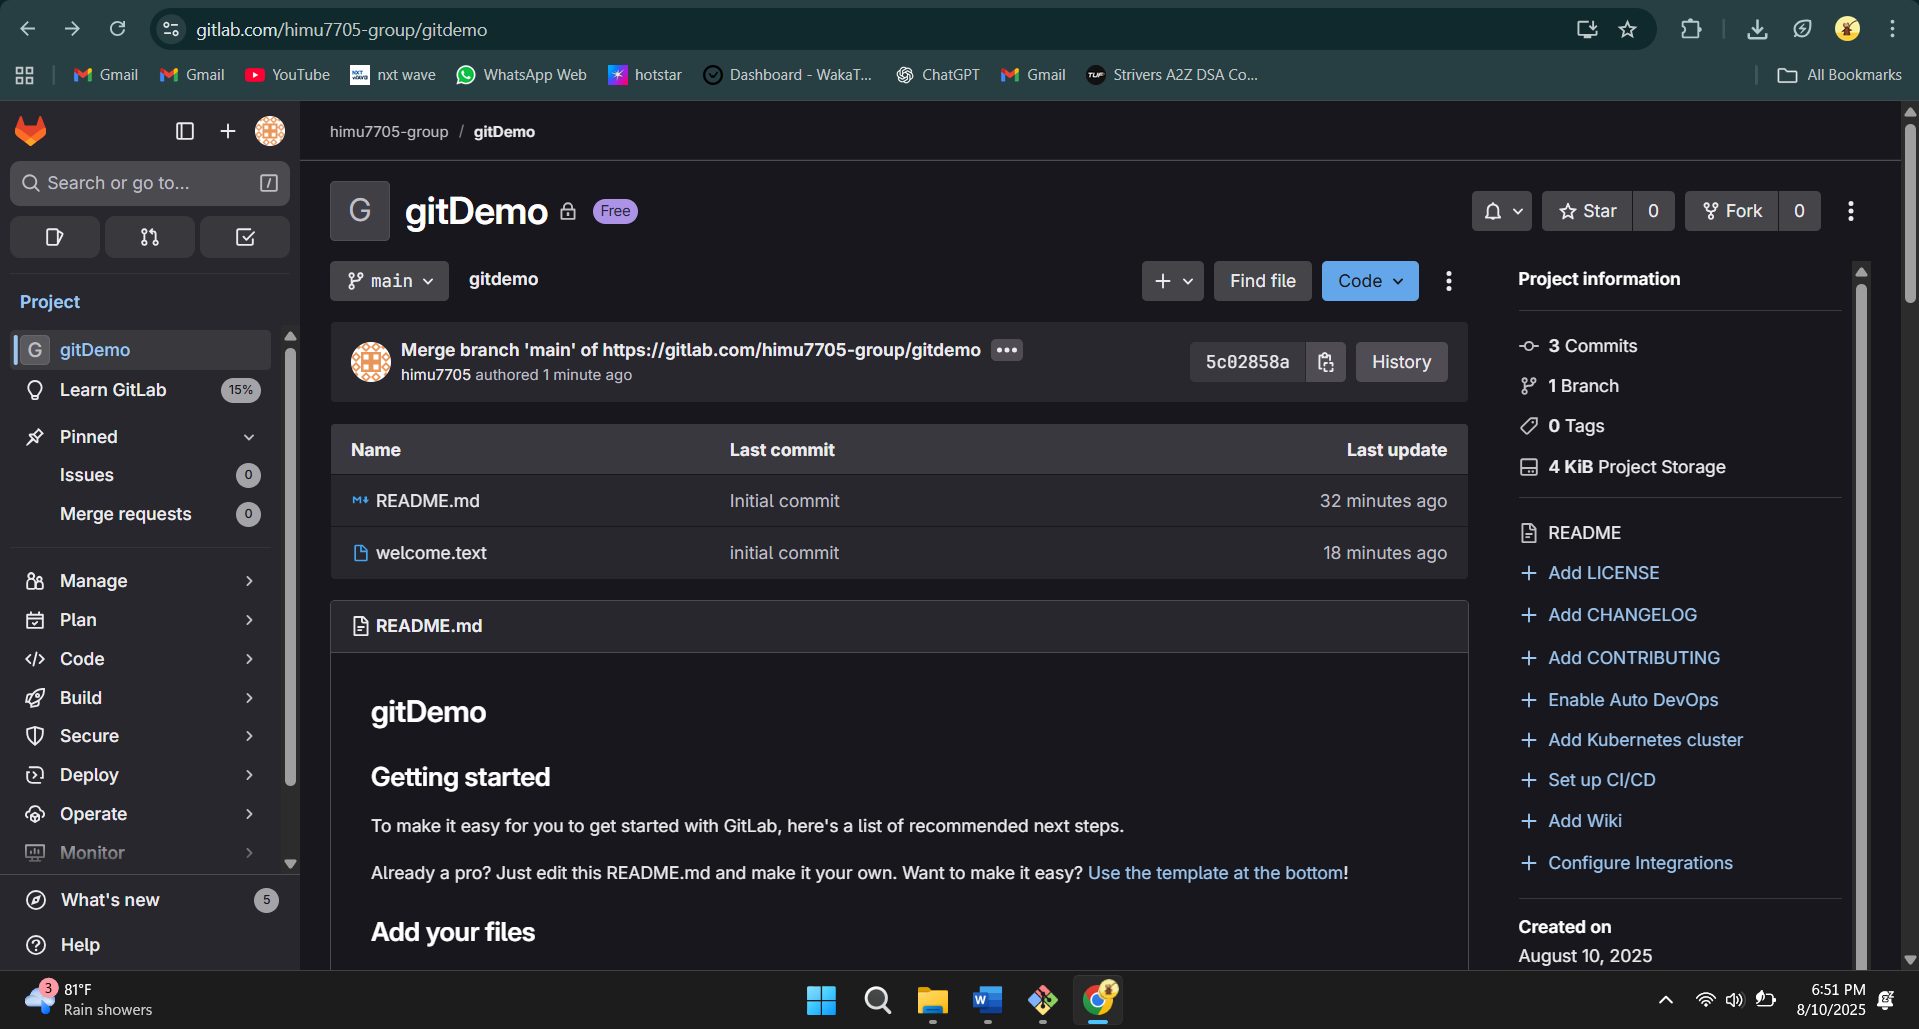 gitlab.com/himu7705-group/gitdemo
Gmail
Gmail
YouTube
nxt wave
WhatsApp Web
hotstar
Dashboard - WakaT...
ChatGPT
Gmail
TUF
Strivers A2Z DSA Co...
All Bookmarks
himu7705-group / gitDemo
Search or go to...
/
G
gitDemo
Free
Star
0
Fork
0
Project
G
gitDemo
Learn GitLab
15%
Pinned
Issues
0
Merge requests
0
Manage
Plan
Code
Build
Secure
Deploy
Operate
Monitor
What's new
5
Help
main
gitdemo
Find file
Code
Merge branch 'main' of https://gitlab.com/himu7705-group/gitdemo
himu7705 authored 1 minute ago
5c02858a
History
Name Last commit Last update
README.md Initial commit 32 minutes ago
welcome.text initial commit 18 minutes ago
README.md
gitDemo
Getting started
To make it easy for you to get started with GitLab, here's a list of recommended next steps.
Already a pro? Just edit this README.md and make it your own. Want to make it easy? Use the template at the bottom!
Add your files
Project information
3 Commits
1 Branch
0 Tags
4 KiB Project Storage
README
Add LICENSE
Add CHANGELOG
Add CONTRIBUTING
Enable Auto DevOps
Add Kubernetes cluster
Set up CI/CD
Add Wiki
Configure Integrations
Created on
August 10, 2025
3
81°F
Rain showers
W
6:51 PM
8/10/2025